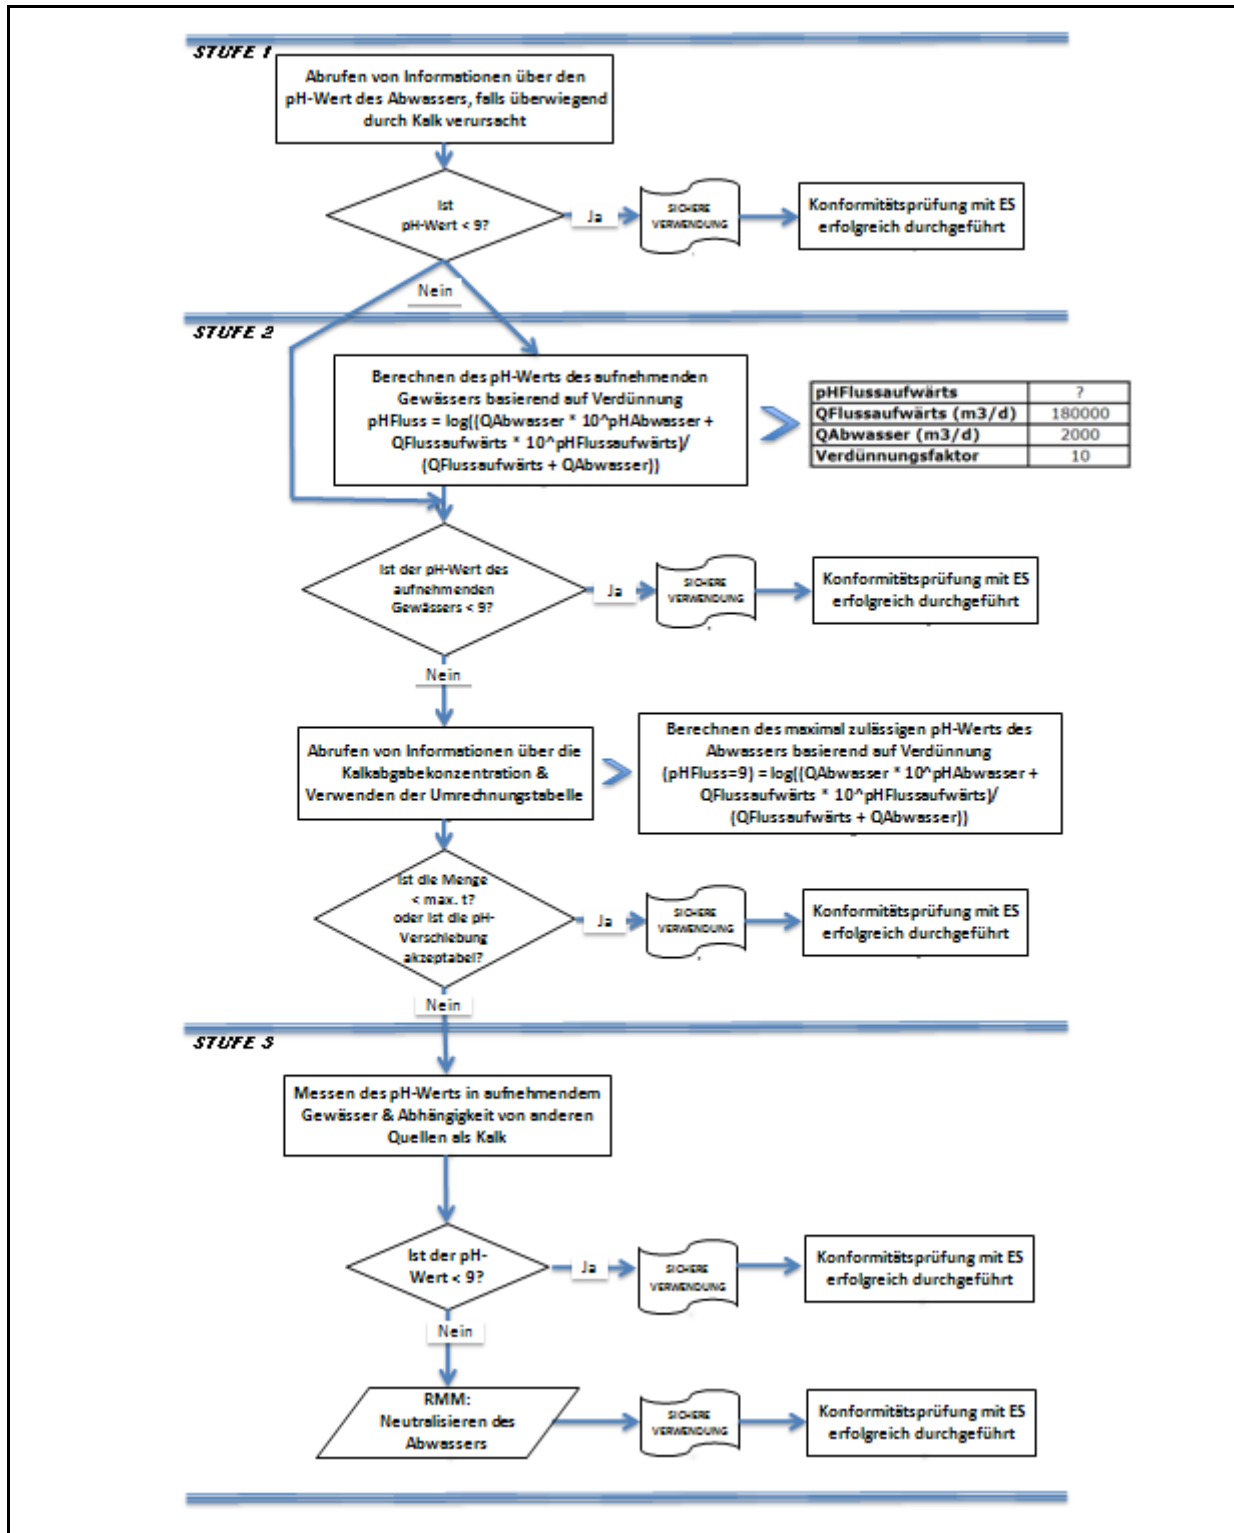 STUFE 1
Abrufen von Informationen über den
pH-Wert des Abwassers, falls überwiegend
durch Kalk verursacht
Ist
pH-Wert < 9?
Ja
SICHERE
VERWENDUNG
Konformitätsprüfung mit ES
erfolgreich durchgeführt
Nein
STUFE 2
Berechnen des pH-Werts des aufnehmenden
Gewässers basierend auf Verdünnung
pHFluss = log((QAbwasser * 10^pHAbwasser +
QFlussaufwärts * 10^pHFlussaufwärts)/
(QFlussaufwärts + QAbwasser))
pHFlussaufwärts ?
QFlussaufwärts (m3/d) 180000
QAbwasser (m3/d) 2000
Verdünnungsfaktor 10
Ist der pH-Wert des
aufnehmenden
Gewässers < 9?
Ja
SICHERE
VERWENDUNG
Konformitätsprüfung mit ES
erfolgreich durchgeführt
Nein
Abrufen von Informationen über die
Kalkabgabekonzentration &
Verwenden der Umrechnungstabelle
Berechnen des maximal zulässigen pH-Werts des
Abwassers basierend auf Verdünnung
(pHFluss=9) = log((QAbwasser * 10^pHAbwasser +
QFlussaufwärts * 10^pHFlussaufwärts)/
(QFlussaufwärts + QAbwasser))
Ist die Menge
< max. t?
oder ist die pH-
Verschiebung
akzeptabel?
Ja
SICHERE
VERWENDUNG
Konformitätsprüfung mit ES
erfolgreich durchgeführt
Nein
STUFE 3
Messen des pH-Werts in aufnehmendem
Gewässer & Abhängigkeit von anderen
Quellen als Kalk
Ist der pH-
Wert < 9?
Ja
SICHERE
VERWENDUNG
Konformitätsprüfung mit ES
erfolgreich durchgeführt
Nein
RMM:
Neutralisieren des
Abwassers
SICHERE
VERWENDUNG
Konformitätsprüfung mit ES
erfolgreich durchgeführt